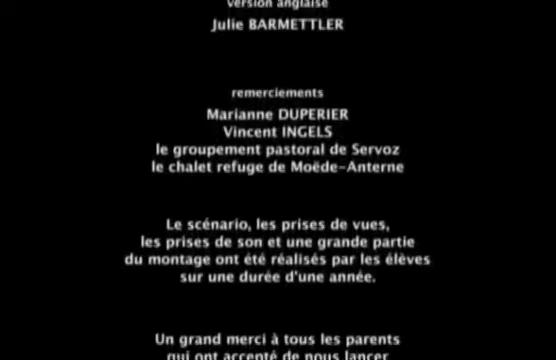 version anglaise
Julie BARMETTLER
remerciements
Marianne DUPERIER
Vincent INGELS
le groupement pastoral de Servoz
le chalet refuge de Moëde-Anterne
Le scénario, les prises de vues,
les prises de son et une grande partie
du montage ont été réalisés par les élèves
sur une durée d'une année.
Un grand merci à tous les parents
qui ont accepté de nous lancer